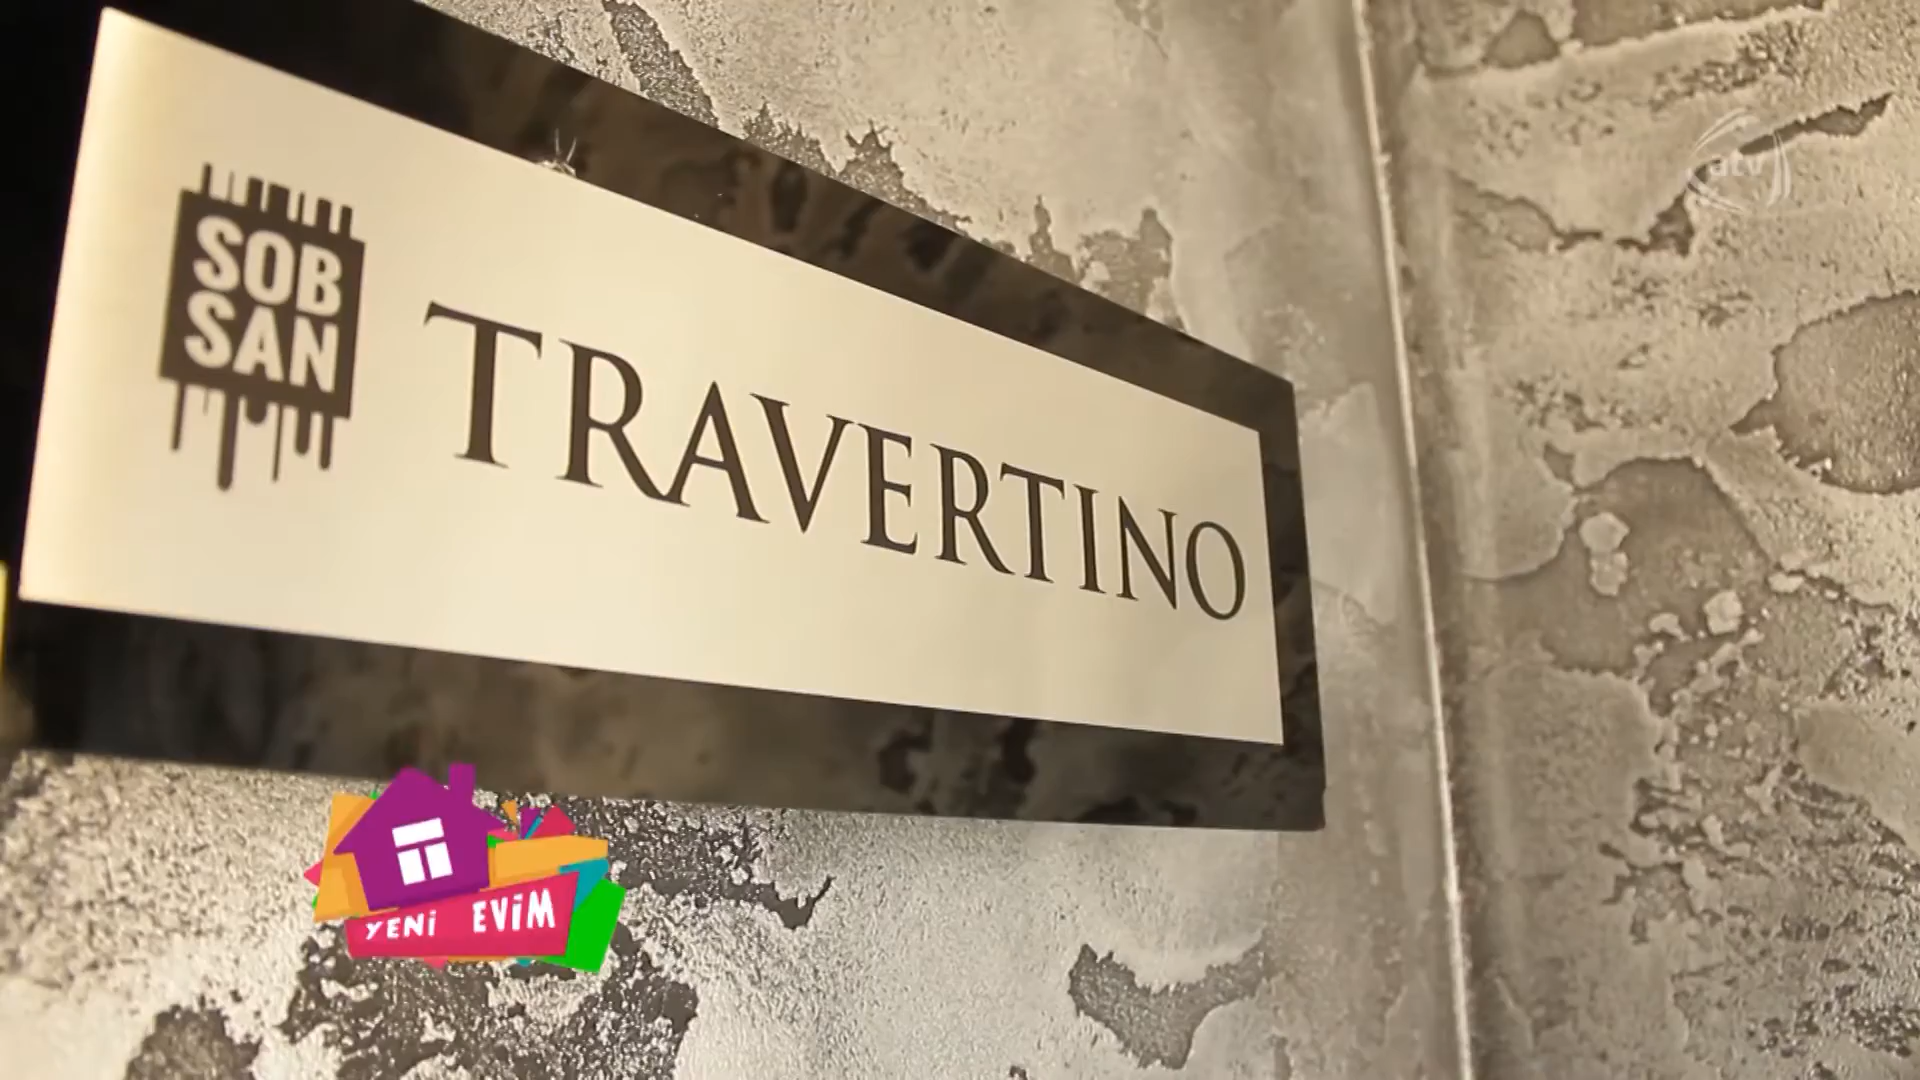 SOB
SAN
TRAVERTINO
atv
YENİ EVİM